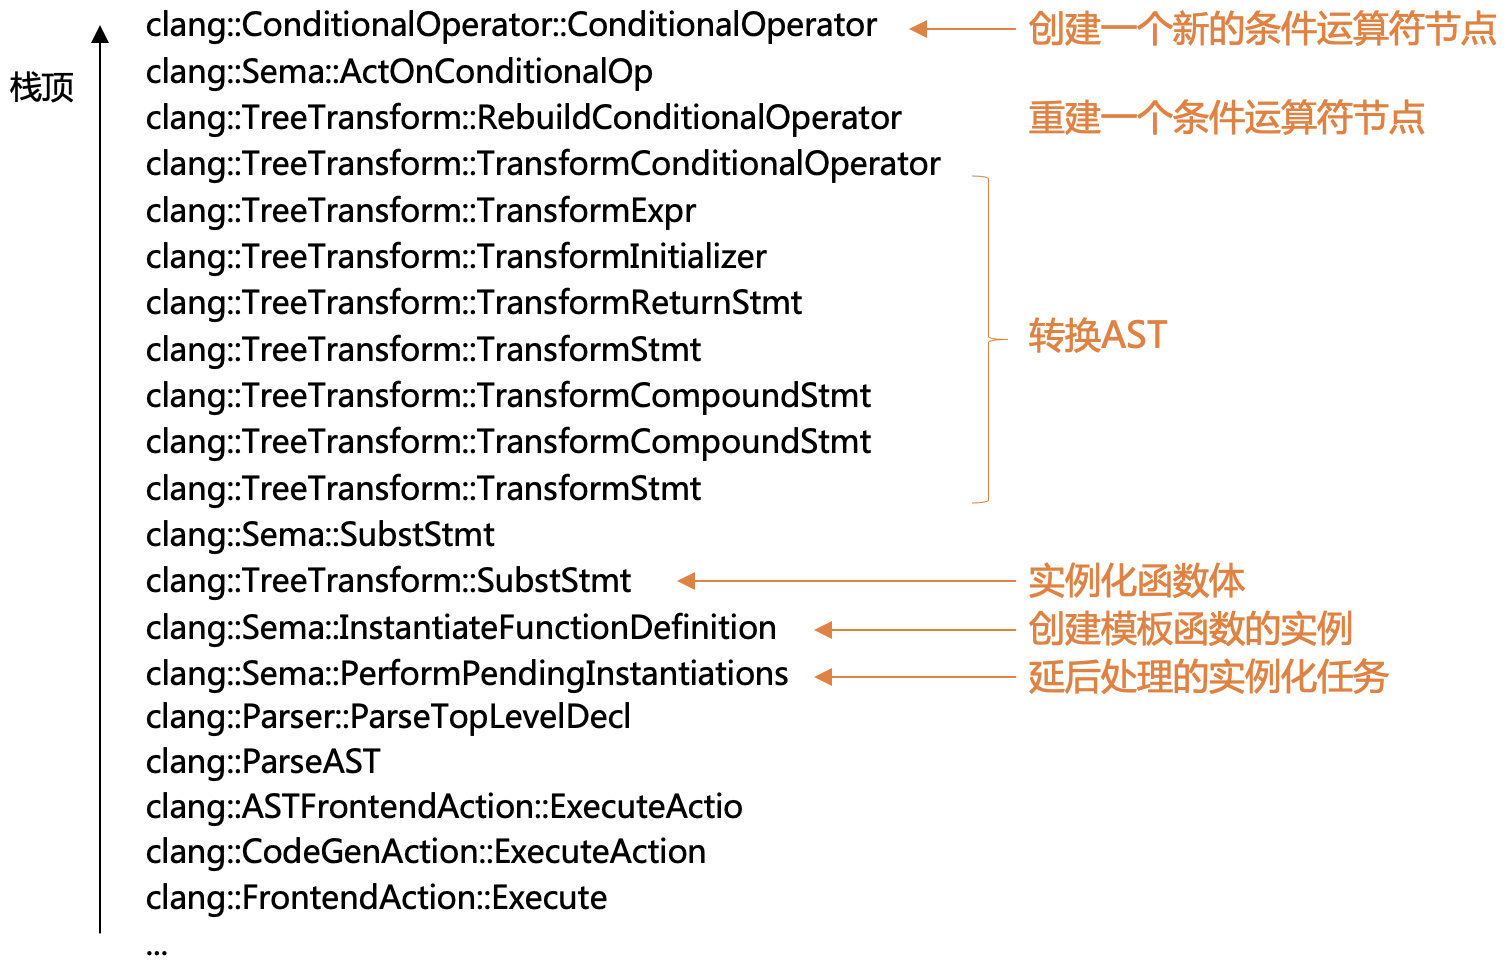 clang::ConditionalOperator::ConditionalOperator 创建一个新的条件运算符节点
栈顶
clang::Sema::ActOnConditionalOp
clang::TreeTransform::RebuildConditionalOperator 重建一个条件运算符节点
clang::TreeTransform::TransformConditionalOperator
clang::TreeTransform::TransformExpr
clang::TreeTransform::TransformInitializer
clang::TreeTransform::TransformReturnStmt
转换AST
clang::TreeTransform::TransformStmt
clang::TreeTransform::TransformCompoundStmt
clang::TreeTransform::TransformCompoundStmt
clang::TreeTransform::TransformStmt
clang::Sema::SubstStmt
clang::TreeTransform::SubstStmt 实例化函数体
clang::Sema::InstantiateFunctionDefinition 创建模板函数的实例
clang::Sema::PerformPendingInstantiations 延后处理的实例化任务
clang::Parser::ParseTopLevelDecl
clang::ParseAST
clang::ASTFrontendAction::ExecuteActio
clang::CodeGenAction::ExecuteAction
clang::FrontendAction::Execute
...